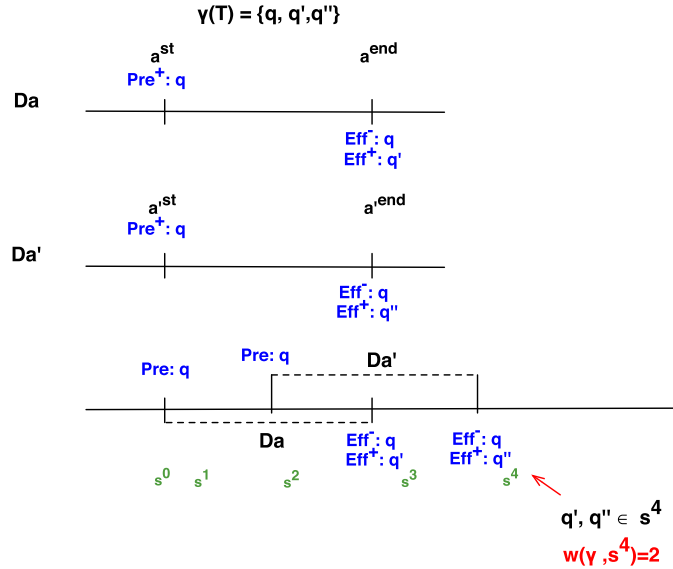 γ(T) = {q, q',q''}
a^st a^end
Pre⁺: q
Da
Eff⁻: q
Eff⁺: q'
a'^st a'^end
Pre⁺: q
Da'
Eff⁻: q
Eff⁺: q''
Pre: q Pre: q Da'
Da Eff⁻: q Eff⁻: q
Eff⁺: q' Eff⁺: q''
s⁰ s¹ s² s³ s⁴
q', q'' ∈ s⁴
w(γ ,s⁴)=2